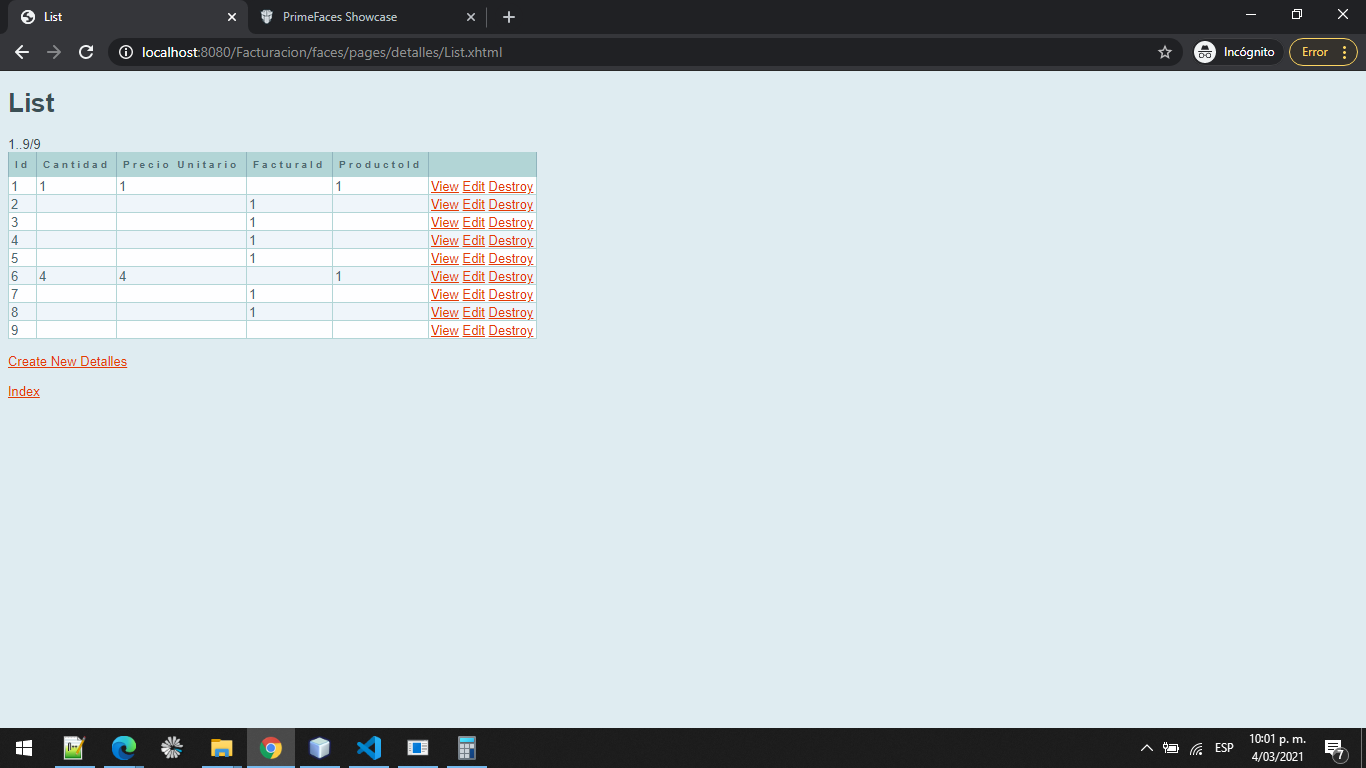 List
PrimeFaces Showcase
localhost:8080/Facturacion/faces/pages/detalles/List.xhtml
Incógnito
Error
List
1..9/9
Id Cantidad Precio Unitario FacturaId ProductoId
1 1 1 1 View Edit Destroy
2 1 View Edit Destroy
3 1 View Edit Destroy
4 1 View Edit Destroy
5 1 View Edit Destroy
6 4 4 1 View Edit Destroy
7 1 View Edit Destroy
8 1 View Edit Destroy
9 View Edit Destroy
Create New Detalles
Index
ESP
10:01 p. m.
4/03/2021
7